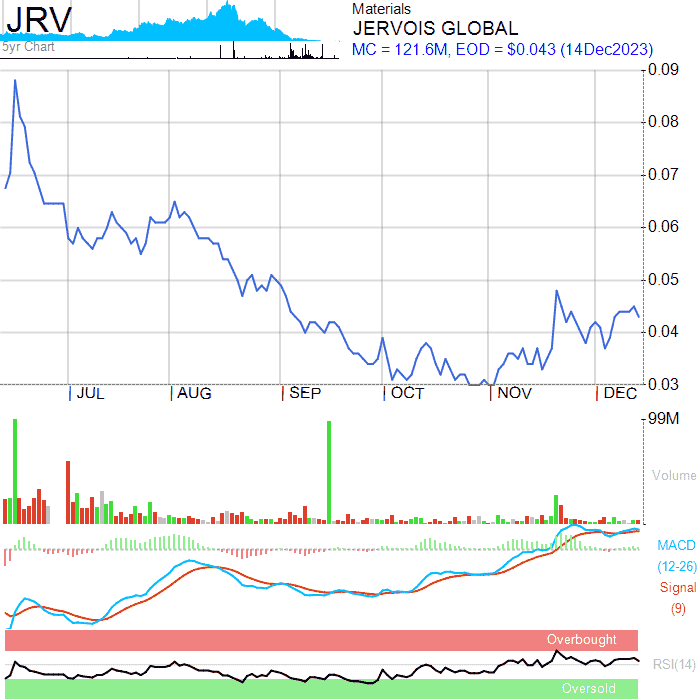 JRV
5yr Chart
Materials
JERVOIS GLOBAL
MC = 121.6M, EOD = $0.043 (14Dec2023)
0.09
0.08
0.07
0.06
0.05
0.04
0.03
JUL AUG SEP OCT NOV DEC
99M
Volume
MACD
(12-26)
Signal
(9)
Overbought
RSI(14)
Oversold